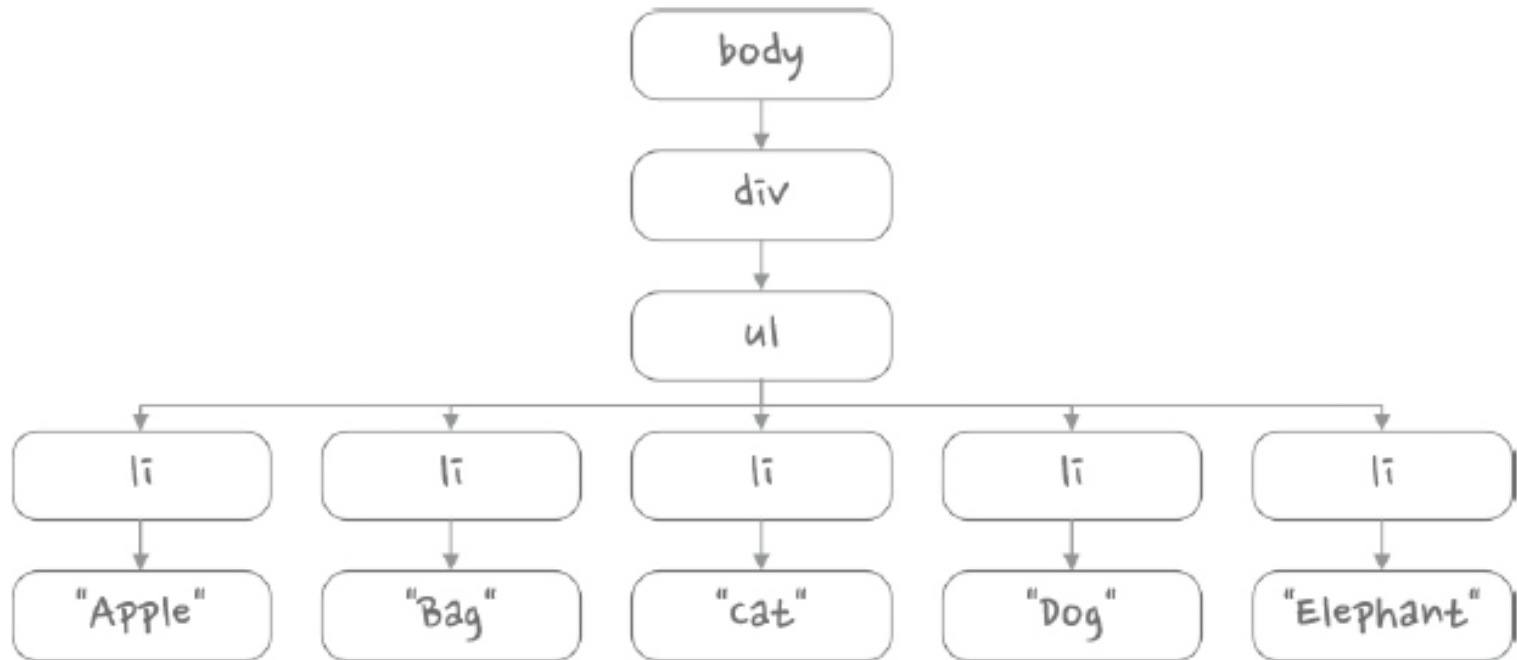 body
div
ul
li li li li li
"Apple" "Bag" "cat" "Dog" "Elephant"